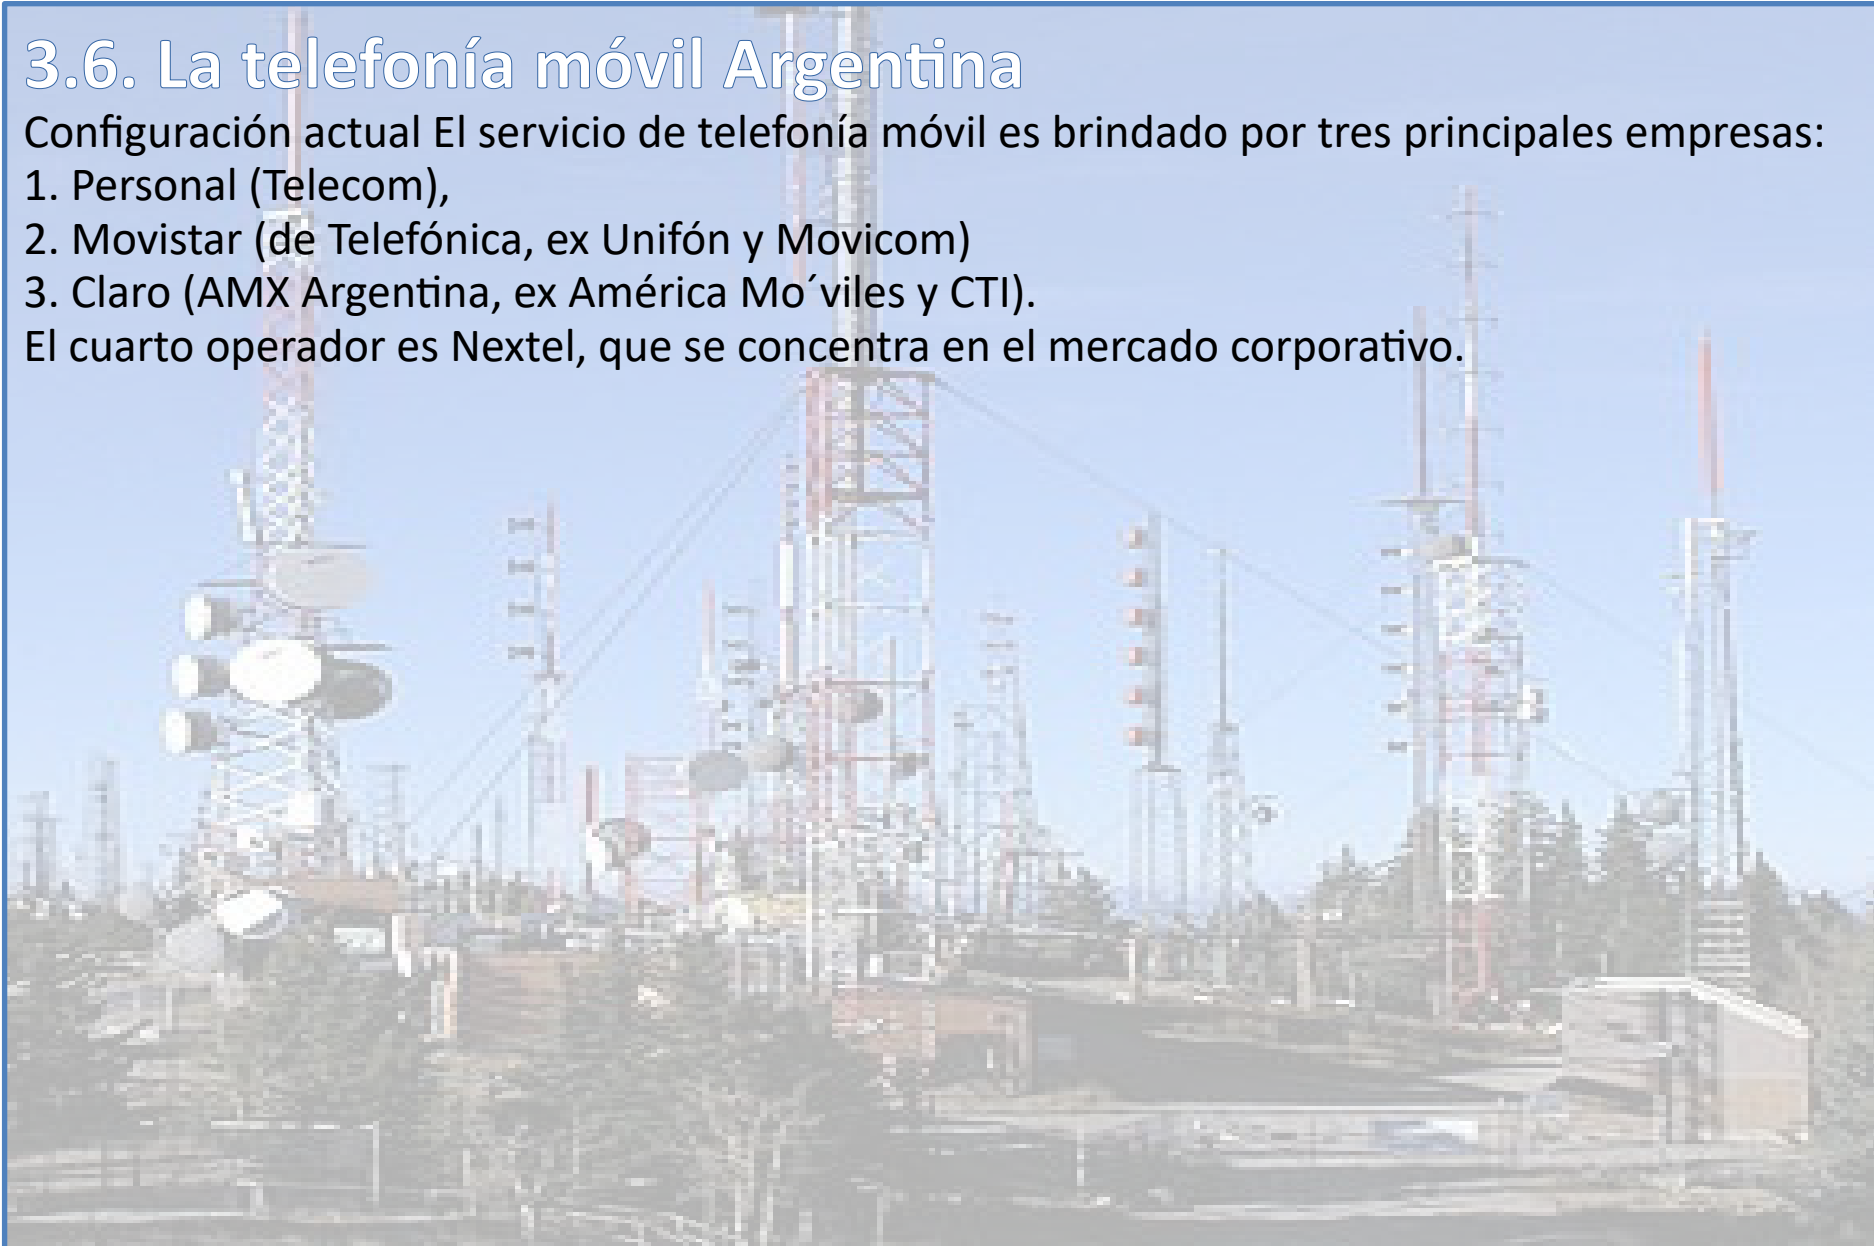 3.6. La telefonía móvil Argentina
Configuración actual El servicio de telefonía móvil es brindado por tres principales empresas:
1. Personal (Telecom),
2. Movistar (de Telefónica, ex Unifón y Movicom)
3. Claro (AMX Argentina, ex América Mo´viles y CTI).
El cuarto operador es Nextel, que se concentra en el mercado corporativo.